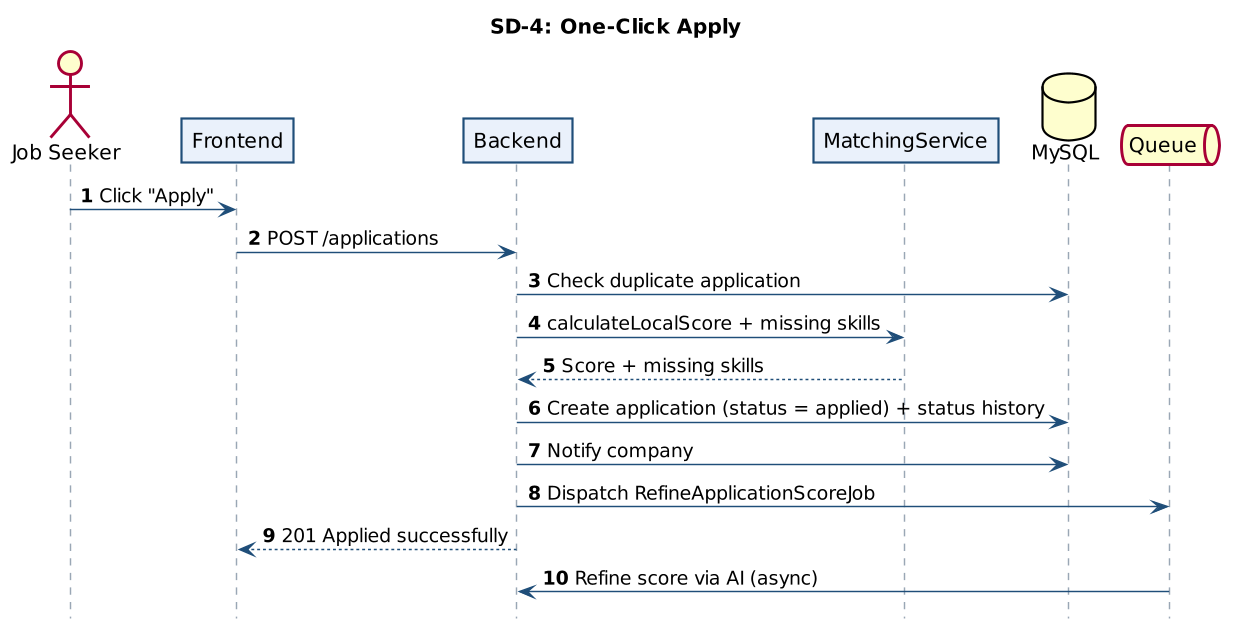 SD-4: One-Click Apply
Job Seeker
Frontend
Backend
MatchingService
MySQL
Queue
1 Click "Apply"
2 POST /applications
3 Check duplicate application
4 calculateLocalScore + missing skills
5 Score + missing skills
6 Create application (status = applied) + status history
7 Notify company
8 Dispatch RefineApplicationScoreJob
9 201 Applied successfully
10 Refine score via AI (async)